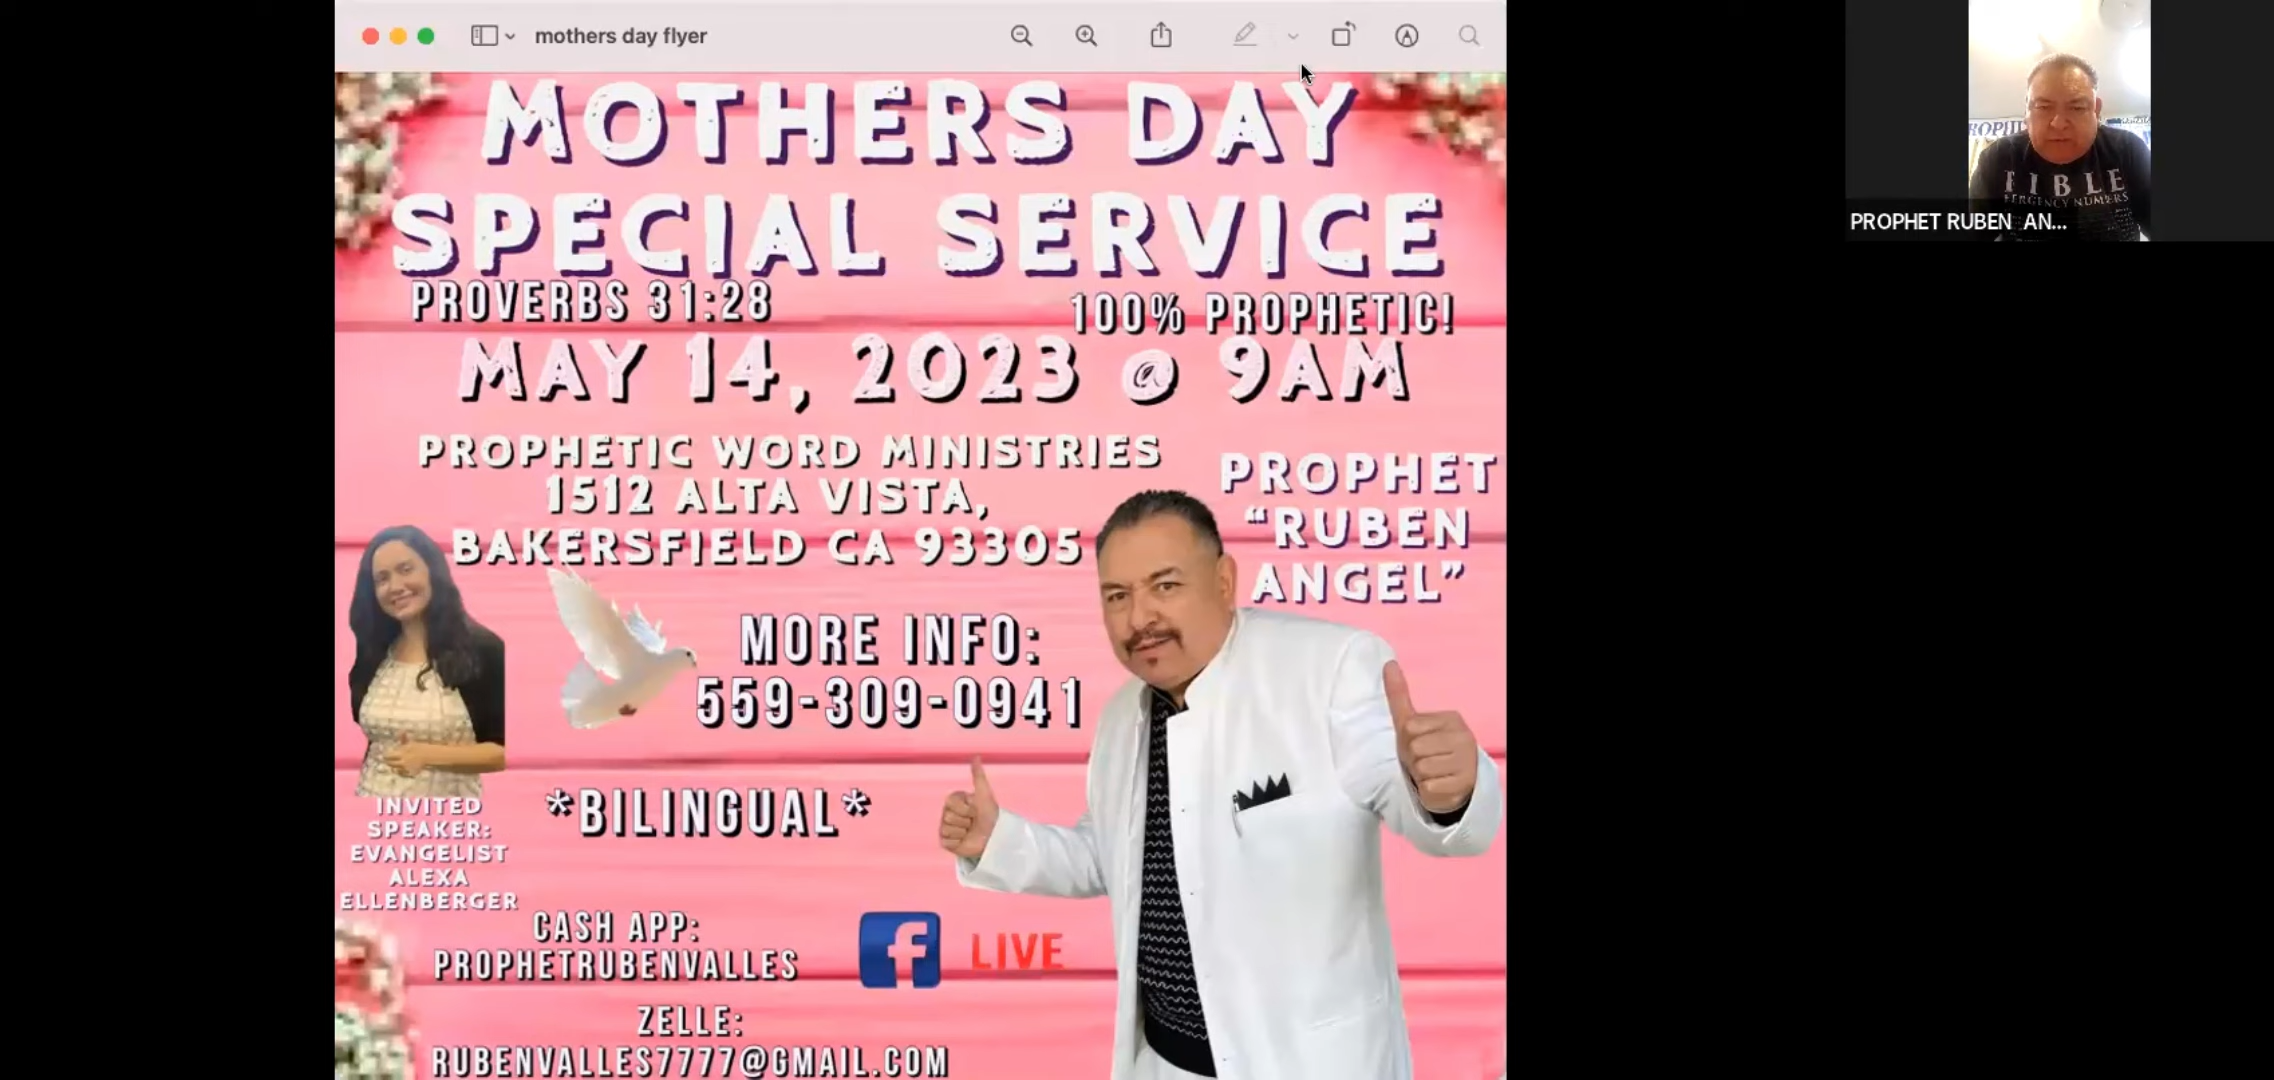 mothers day flyer
MOTHERS DAY
SPECIAL SERVICE
PROVERBS 31:28
100% PROPHETIC!
MAY 14, 2023 @ 9AM
PROPHETIC WORD MINISTRIES
1512 ALTA VISTA,
BAKERSFIELD CA 93305
PROPHET
"RUBEN
ANGEL"
MORE INFO:
559-309-0941
*BILINGUAL*
INVITED
SPEAKER:
EVANGELIST
ALEXA
ELLENBERGER
CASH APP:
PROPHETRUBENVALLES
f LIVE
ZELLE:
RUBENVALLES7777@GMAIL.COM
IBLE
NUMBERS
PROPHET RUBEN AN...